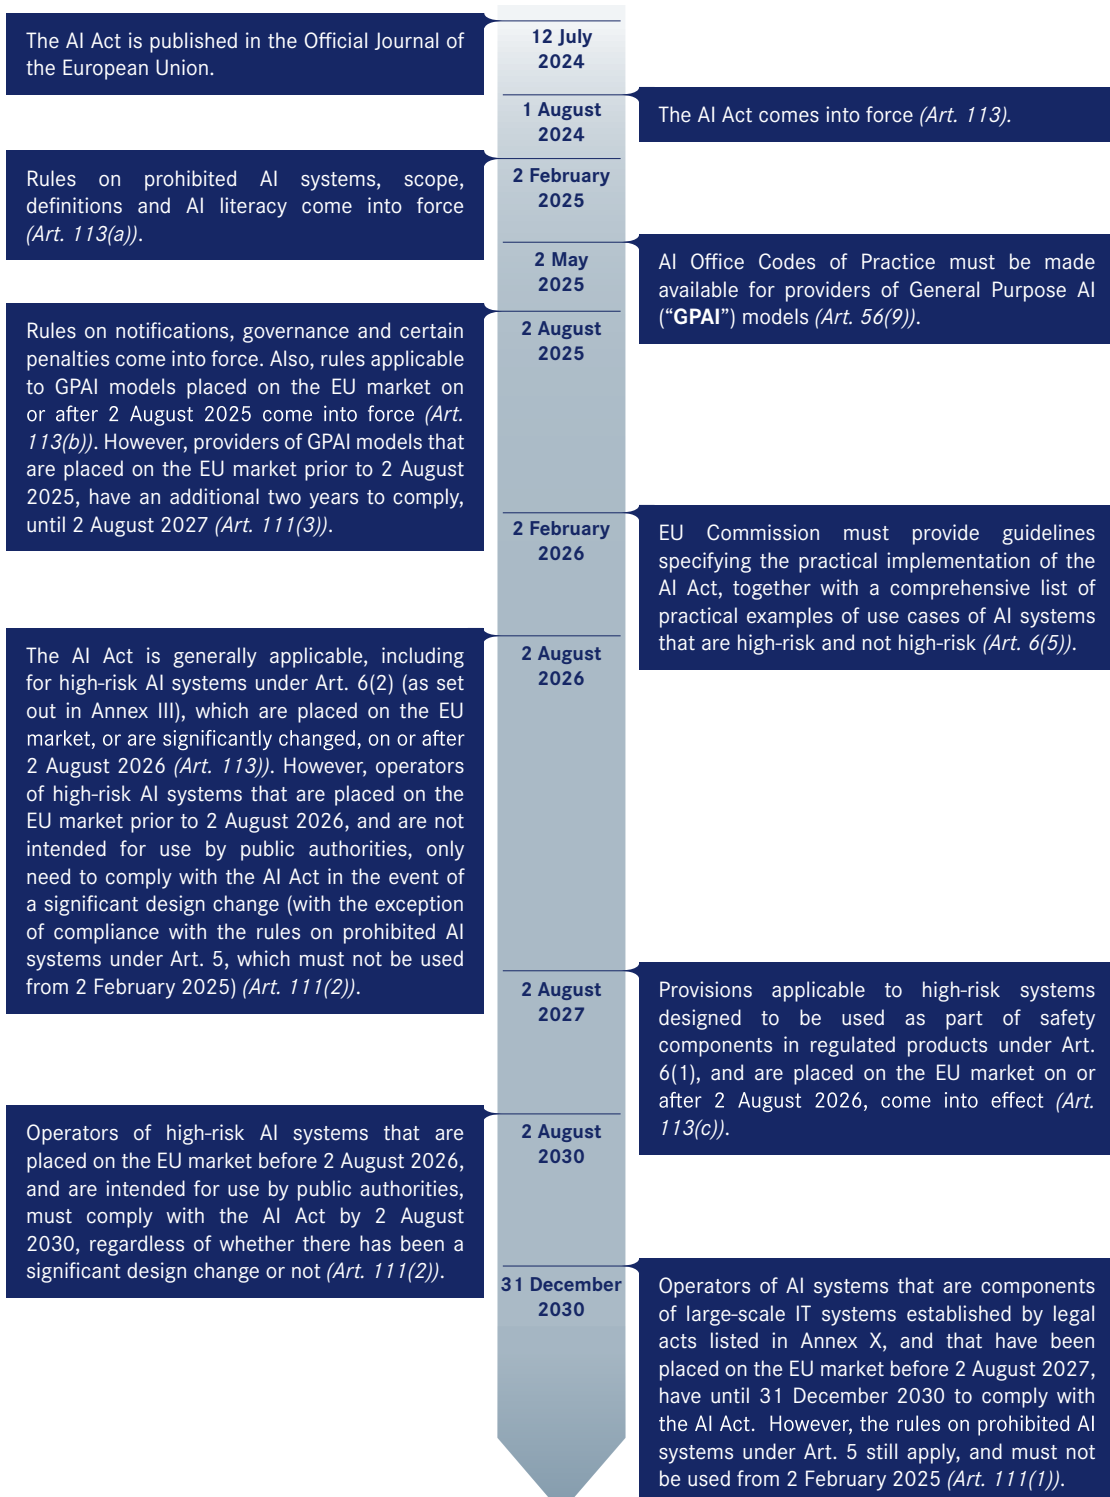 The AI Act is published in the Official Journal of
the European Union.
12 July
2024
1 August
2024
The AI Act comes into force (Art. 113).
Rules on prohibited AI systems, scope,
definitions and AI literacy come into force
(Art. 113(a)).
2 February
2025
2 May
2025
AI Office Codes of Practice must be made
available for providers of General Purpose AI
(“GPAI”) models (Art. 56(9)).
Rules on notifications, governance and certain
penalties come into force. Also, rules applicable
to GPAI models placed on the EU market on
or after 2 August 2025 come into force (Art.
113(b)). However, providers of GPAI models that
are placed on the EU market prior to 2 August
2025, have an additional two years to comply,
until 2 August 2027 (Art. 111(3)).
2 August
2025
2 February
2026
EU Commission must provide guidelines
specifying the practical implementation of the
AI Act, together with a comprehensive list of
practical examples of use cases of AI systems
that are high-risk and not high-risk (Art. 6(5)).
The AI Act is generally applicable, including
for high-risk AI systems under Art. 6(2) (as set
out in Annex III), which are placed on the EU
market, or are significantly changed, on or after
2 August 2026 (Art. 113)). However, operators
of high-risk AI systems that are placed on the
EU market prior to 2 August 2026, and are not
intended for use by public authorities, only
need to comply with the AI Act in the event of
a significant design change (with the exception
of compliance with the rules on prohibited AI
systems under Art. 5, which must not be used
from 2 February 2025) (Art. 111(2)).
2 August
2026
2 August
2027
Provisions applicable to high-risk systems
designed to be used as part of safety
components in regulated products under Art.
6(1), and are placed on the EU market on or
after 2 August 2026, come into effect (Art.
113(c)).
Operators of high-risk AI systems that are
placed on the EU market before 2 August 2026,
and are intended for use by public authorities,
must comply with the AI Act by 2 August
2030, regardless of whether there has been a
significant design change or not (Art. 111(2)).
2 August
2030
31 December
2030
Operators of AI systems that are components
of large-scale IT systems established by legal
acts listed in Annex X, and that have been
placed on the EU market before 2 August 2027,
have until 31 December 2030 to comply with
the AI Act. However, the rules on prohibited AI
systems under Art. 5 still apply, and must not
be used from 2 February 2025 (Art. 111(1)).